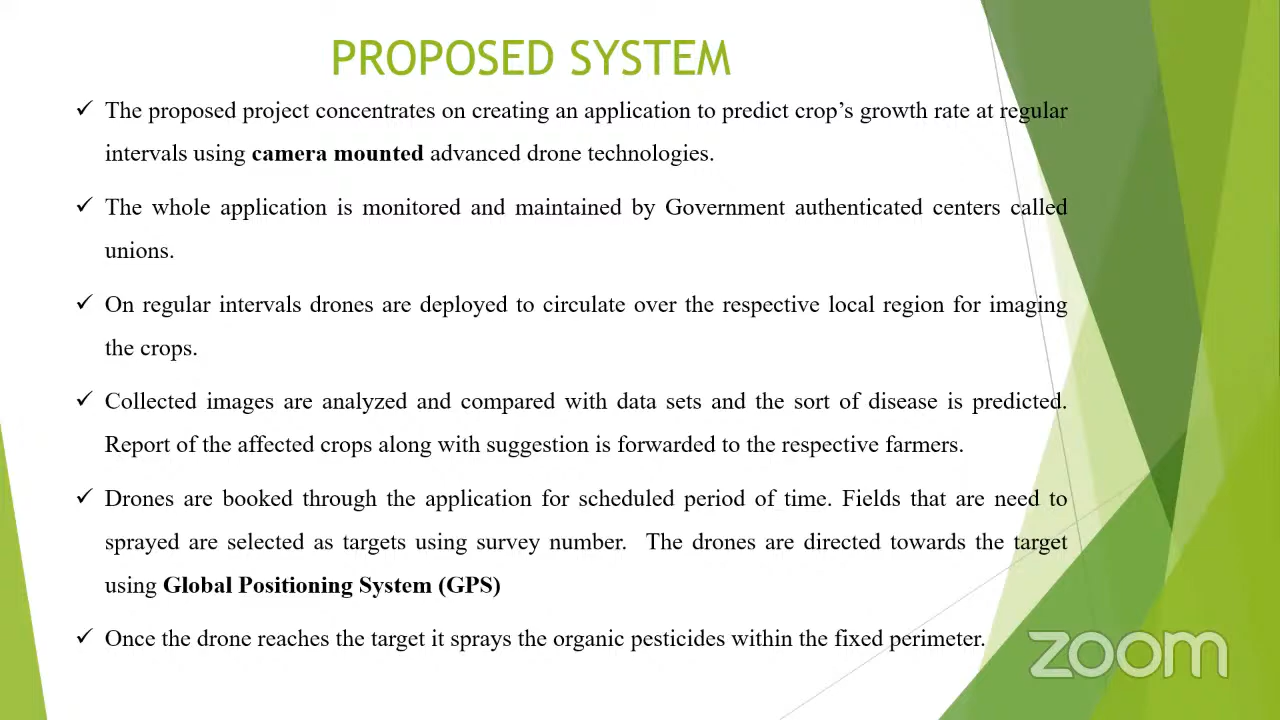 PROPOSED SYSTEM
✓ The proposed project concentrates on creating an application to predict crop’s growth rate at regular
intervals using camera mounted advanced drone technologies.
✓ The whole application is monitored and maintained by Government authenticated centers called
unions.
✓ On regular intervals drones are deployed to circulate over the respective local region for imaging
the crops.
✓ Collected images are analyzed and compared with data sets and the sort of disease is predicted.
Report of the affected crops along with suggestion is forwarded to the respective farmers.
✓ Drones are booked through the application for scheduled period of time. Fields that are need to
sprayed are selected as targets using survey number. The drones are directed towards the target
using Global Positioning System (GPS)
✓ Once the drone reaches the target it sprays the organic pesticides within the fixed perimeter.
zoom